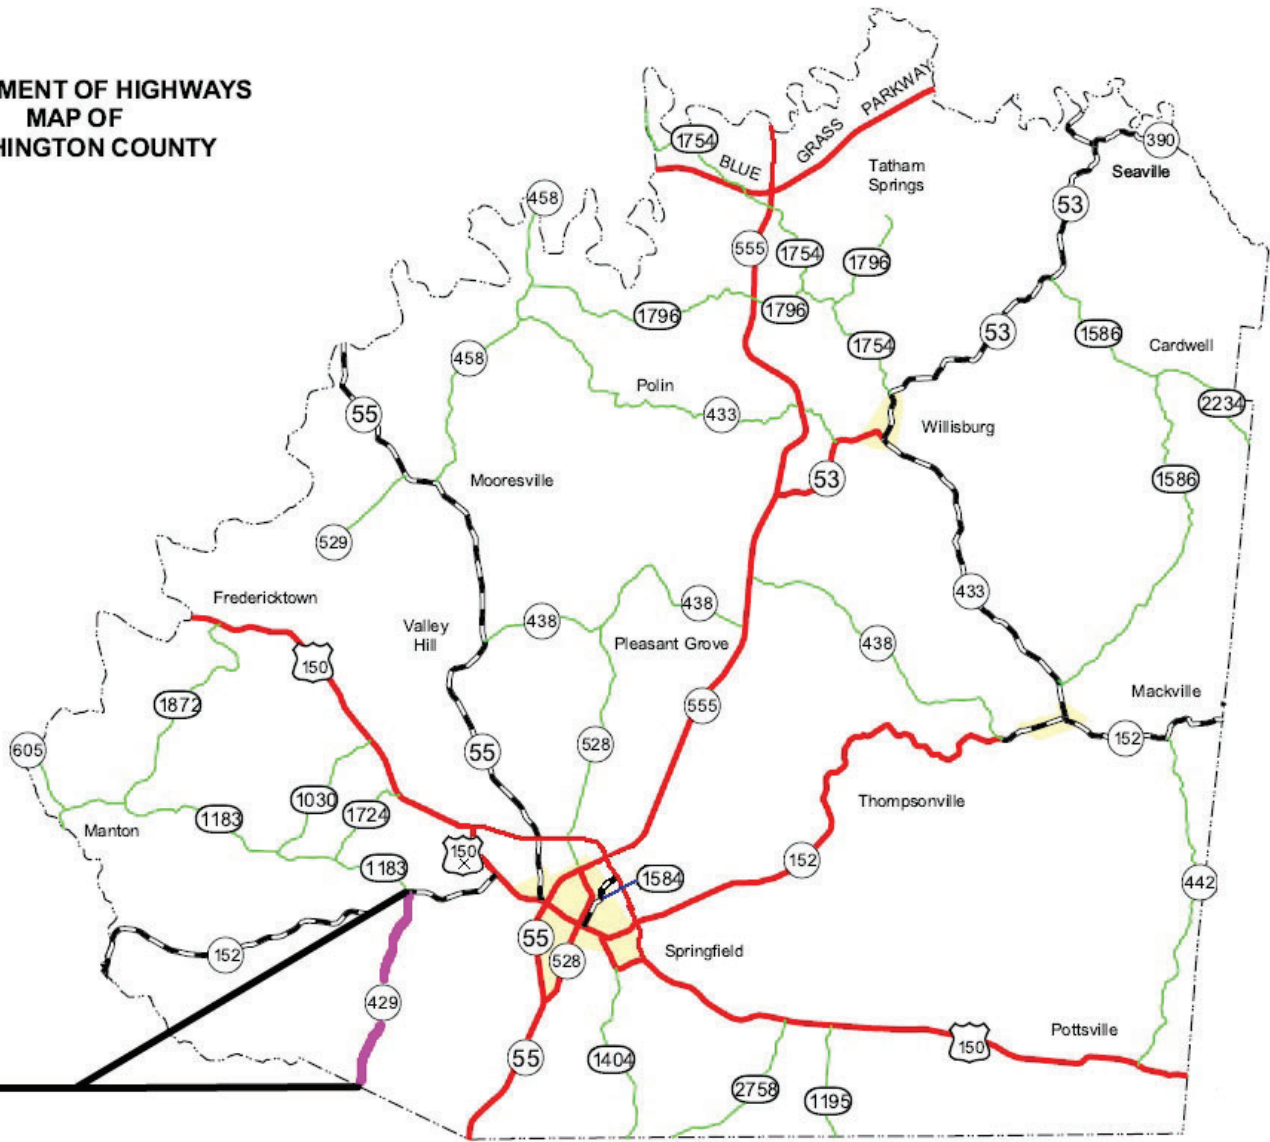 MENT OF HIGHWAYS
MAP OF
HINGTON COUNTY
BLUE GRASS PARKWAY
1754
390
Seaville
Tatham
Springs
458
53
555
1754
1796
1796
1796
53
1586
Cardwell
458
1754
Polin
2234
55
433
Willisburg
Mooresville
53
1586
529
Fredericktown
433
438
438
Valley
Hill
Pleasant Grove
438
150
1872
555
Mackville
605
55
528
152
1030
1724
Thompsonville
Manton
1183
150
152
1183
1584
442
55
Springfield
152
528
429
Pottsville
150
55
1404
2758
1195